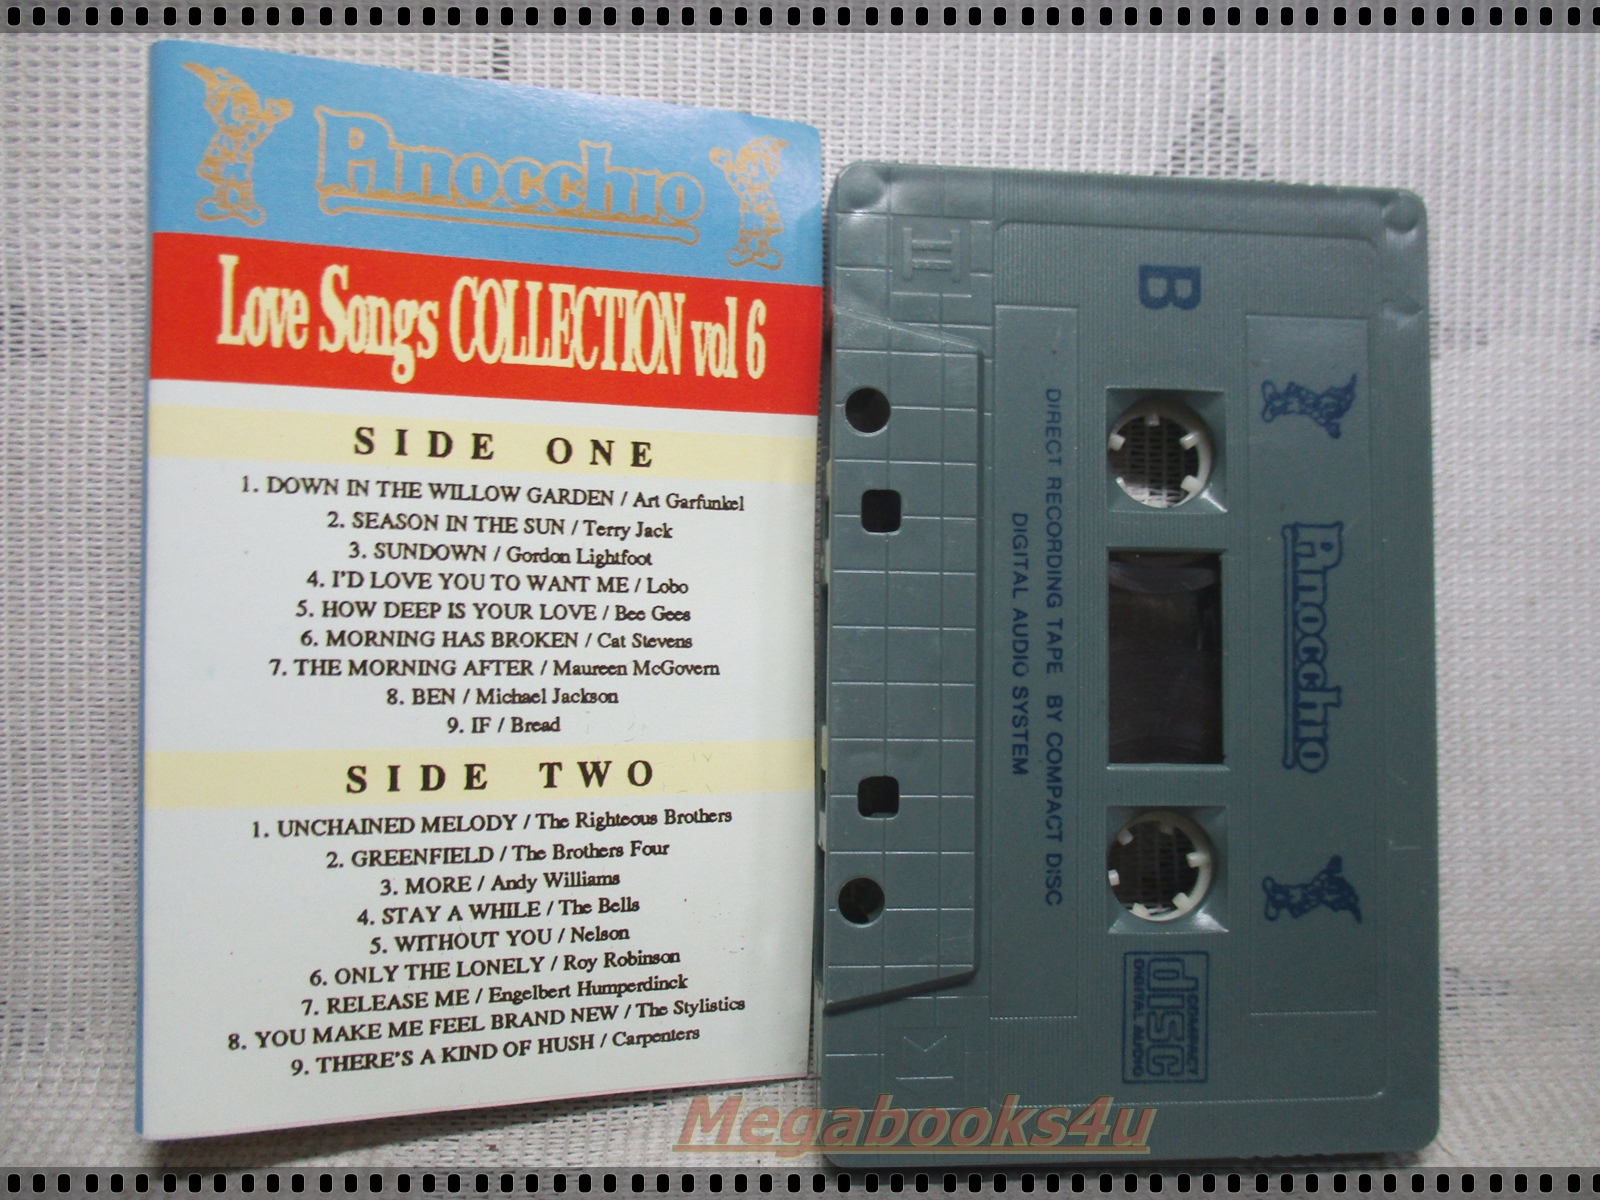 Pinocchio
Love Songs COLLECTION vol 6
SIDE ONE
1. DOWN IN THE WILLOW GARDEN / Art Garfunkel
2. SEASON IN THE SUN / Terry Jack
3. SUNDOWN / Gordon Lightfoot
4. I'D LOVE YOU TO WANT ME / Lobo
5. HOW DEEP IS YOUR LOVE / Bee Gees
6. MORNING HAS BROKEN / Cat Stevens
7. THE MORNING AFTER / Maureen McGovern
8. BEN / Michael Jackson
9. IF / Bread
SIDE TWO
1. UNCHAINED MELODY / The Righteous Brothers
2. GREENFIELD / The Brothers Four
3. MORE / Andy Williams
4. STAY A WHILE / The Bells
5. WITHOUT YOU / Nelson
6. ONLY THE LONELY / Roy Robinson
7. RELEASE ME / Engelbert Humperdinck
8. YOU MAKE ME FEEL BRAND NEW / The Stylistics
9. THERE'S A KIND OF HUSH / Carpenters
Pinocchio
B
COMPACT
disc
DIGITAL AUDIO
DIRECT RECORDING TAPE BY COMPACT DISC
DIGITAL AUDIO SYSTEM
II
K
Megabooks4u